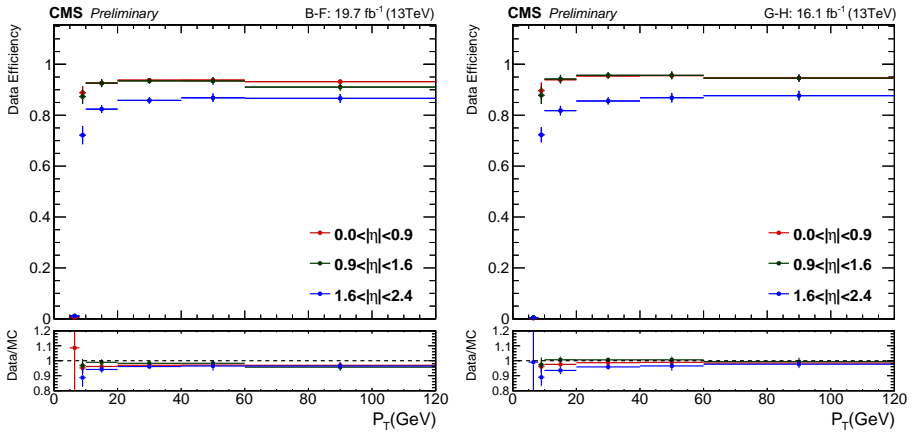 CMS Preliminary B-F: 19.7 fb⁻¹ (13TeV)
Data Efficiency
1
0.8
0.6
0.4
0.2
0
0.0<|η|<0.9
0.9<|η|<1.6
1.6<|η|<2.4
Data/MC
1.2
1.1
1
0.9
0.8
0 20 40 60 80 100 120
P_T(GeV)
CMS Preliminary G-H: 16.1 fb⁻¹ (13TeV)
Data Efficiency
1
0.8
0.6
0.4
0.2
0
0.0<|η|<0.9
0.9<|η|<1.6
1.6<|η|<2.4
Data/MC
1.2
1.1
1
0.9
0.8
0 20 40 60 80 100 120
P_T(GeV)